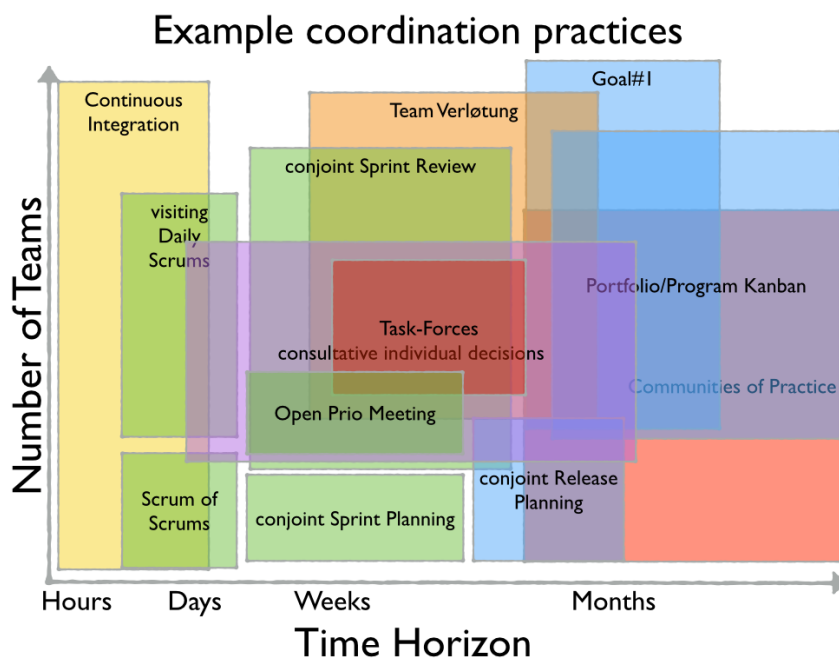 Example coordination practices
Goal#1
Continuous
Integration
Team Verløtung
conjoint Sprint Review
visiting
Daily
Scrums
Portfolio/Program Kanban
Task-Forces
consultative individual decisions
Communities of Practice
Open Prio Meeting
conjoint Release
Planning
Scrum of
Scrums
conjoint Sprint Planning
Number of Teams
Hours
Days
Weeks
Months
Time Horizon